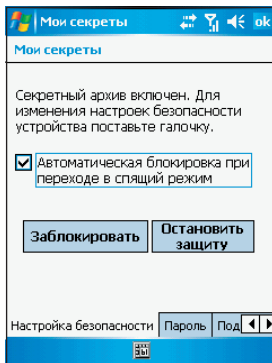 Мои секреты
ok
Мои секреты
Секретный архив включен. Для
изменения настроек безопасности
устройства поставьте галочку.
Автоматическая блокировка при
переходе в спящий режим
Заблокировать
Остановить
защиту
Настройка безопасности
Пароль
Под